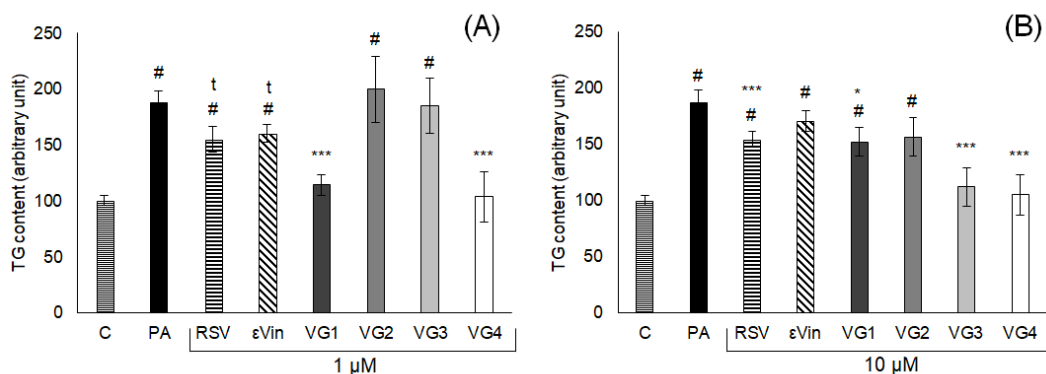 (A)
TG content (arbitrary unit)
250
200
150
100
50
0
#
t
#
t
#
***
#
#
***
C PA RSV εVin VG1 VG2 VG3 VG4
1 µM
(B)
TG content (arbitrary unit)
250
200
150
100
50
0
#
***
#
#
*
#
#
***
***
C PA RSV εVin VG1 VG2 VG3 VG4
10 µM